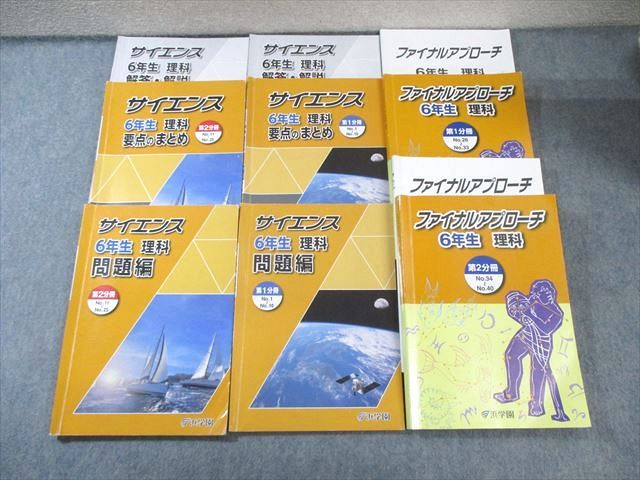 サイエンス
6年生 理科
解答・解説
サイエンス
6年生 理科
解答・解説
ファイナルアプローチ
6年生 理科
サイエンス
6年生 理科
要点のまとめ
第2分冊
No.11
No.25
サイエンス
6年生 理科
要点のまとめ
第1分冊
No.1
No.10
ファイナルアプローチ
6年生 理科
第1分冊
No.26
No.33
ファイナルアプローチ
サイエンス
6年生 理科
問題編
第2分冊
No.11
No.25
浜学園
サイエンス
6年生 理科
問題編
第1分冊
No.1
No.10
浜学園
ファイナルアプローチ
6年生 理科
第2分冊
No.34
No.40
浜学園